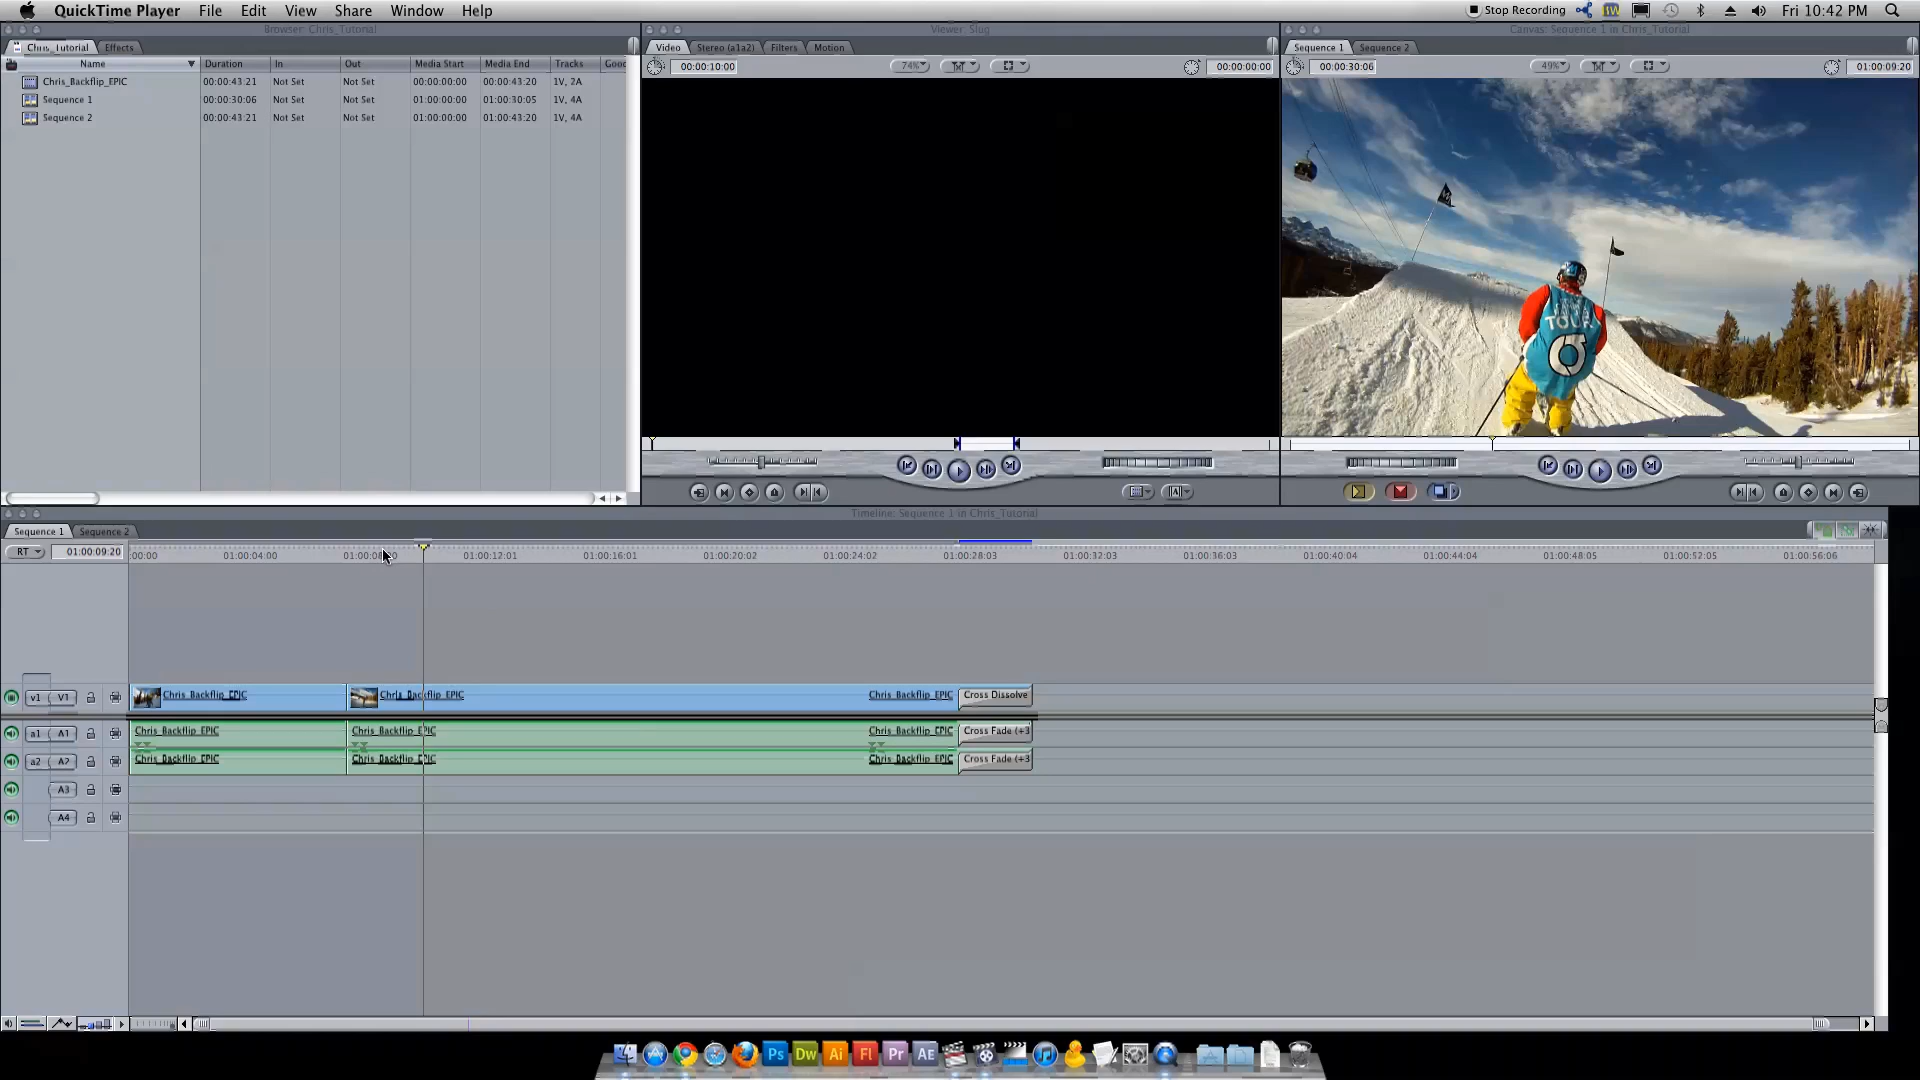 QuickTime Player File Edit View Share Window Help Stop Recording Fri 10:42 PM
Browser: Chris_Tutorial Viewer: Slug Canvas: Sequence 1 in Chris_Tutorial
Chris_Tutorial Effects Video Stereo (a1a2) Filters Motion Sequence 1 Sequence 2
00:00:10:00 74% 00:00:00:00 00:00:30:06 49% 01:00:09:20
Name Duration In Out Media Start Media End Tracks Good
Chris_Backflip_EPIC 00:00:43:21 Not Set Not Set 00:00:00:00 00:00:43:20 1V, 2A
Sequence 1 00:00:30:06 Not Set Not Set 01:00:00:00 01:00:30:05 1V, 4A
Sequence 2 00:00:43:21 Not Set Not Set 01:00:00:00 01:00:43:20 1V, 4A
TOUR
Timeline: Sequence 1 in Chris_Tutorial
Sequence 1 Sequence 2
RT 01:00:09:20 :00:00 01:00:04:00 01:00:12:01 01:00:16:01 01:00:20:02 01:00:24:02 01:00:28:03 01:00:32:03 01:00:36:03 01:00:40:04 01:00:44:04 01:00:48:05 01:00:52:05 01:00:56:06
v1 V1 Chris_Backflip_EPIC Chris_Backflip_EPIC Chris_Backflip_EPIC Cross Dissolve
a1 A1 Chris_Backflip_EPIC Chris_Backflip_EPIC Chris_Backflip_EPIC Cross Fade (+3
a2 A2 Chris_Backflip_EPIC Chris_Backflip_EPIC Chris_Backflip_EPIC Cross Fade (+3
A3
A4
Ps Dw Ai Fl Pr AE